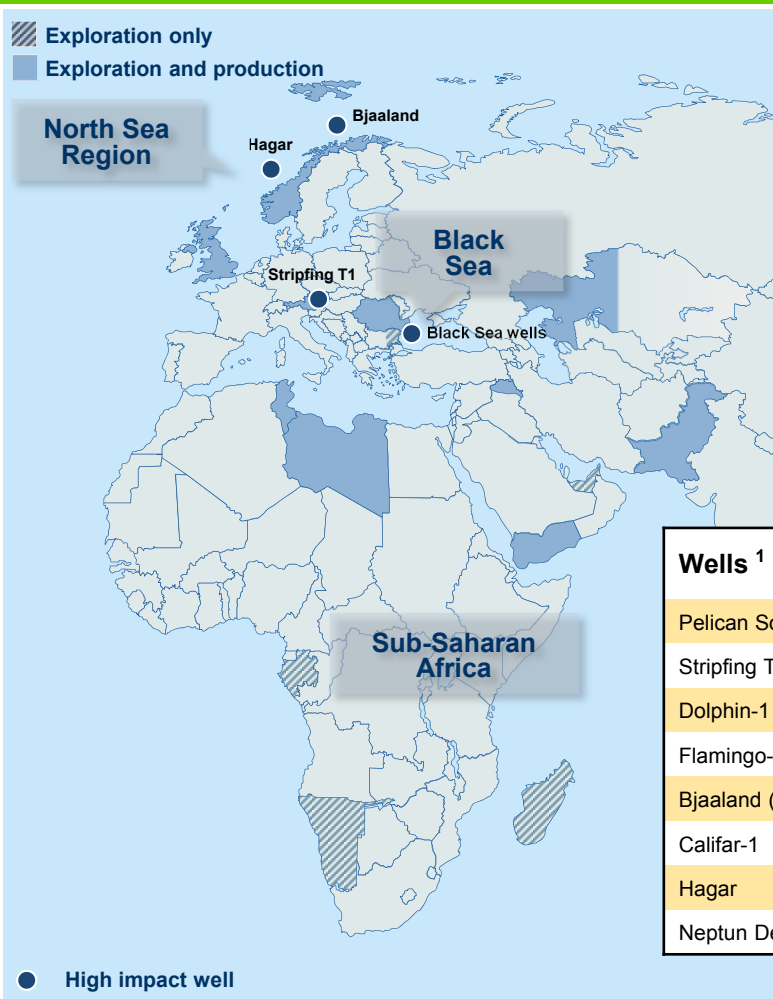 Exploration only
Exploration and production
North Sea
Region
Hagar
Bjaaland
Black
Sea
Stripfing T1
Black Sea wells
Sub-Saharan
Africa
Wells 1
Pelican So
Stripfing T
Dolphin-1
Flamingo-
Bjaaland (
Califar-1
Hagar
Neptun De
High impact well